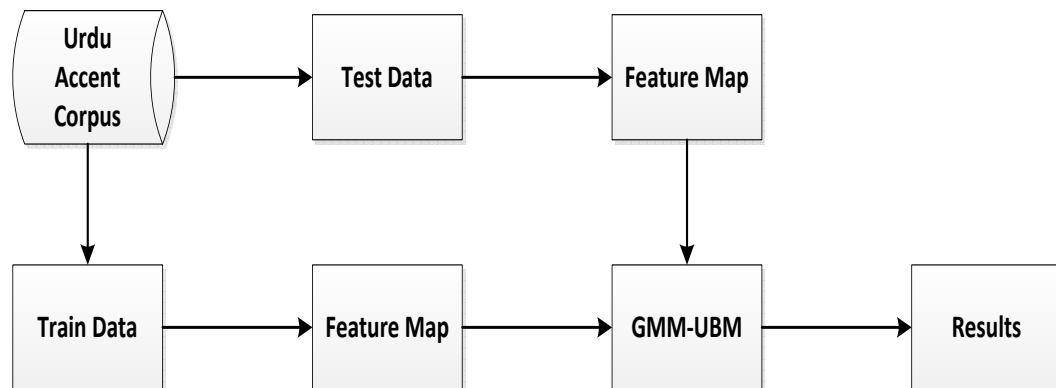 Urdu
Accent
Corpus
Test Data
Feature Map
Train Data
Feature Map
GMM-UBM
Results